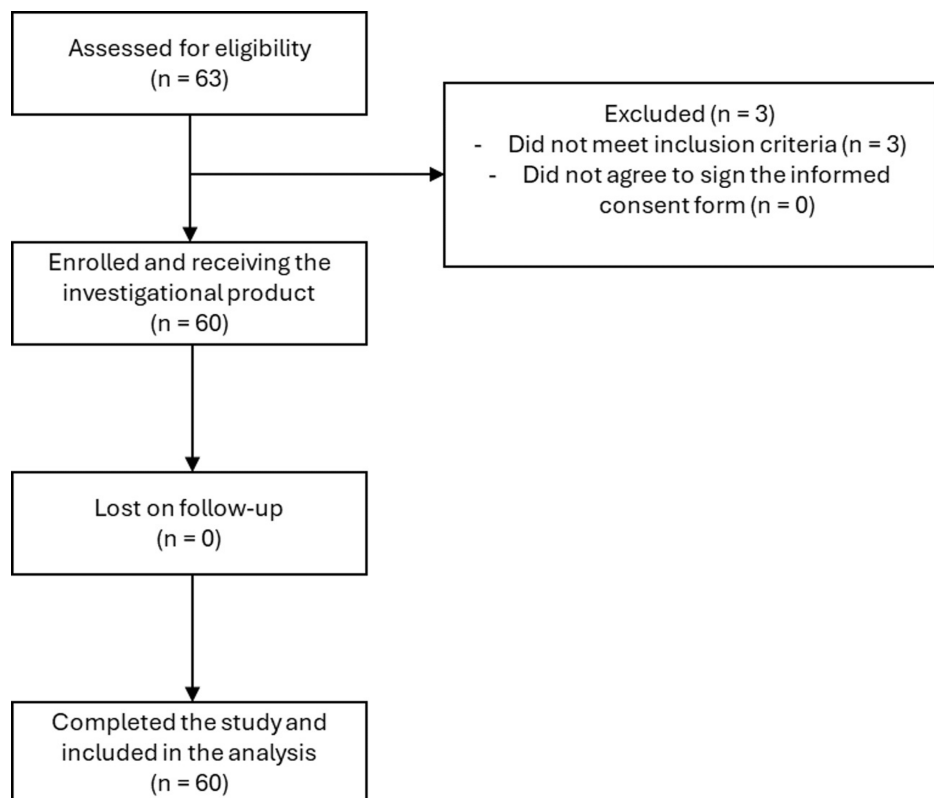 Assessed for eligibility
(n = 63)
Excluded (n = 3)
- Did not meet inclusion criteria (n = 3)
- Did not agree to sign the informed
consent form (n = 0)
Enrolled and receiving the
investigational product
(n = 60)
Lost on follow-up
(n = 0)
Completed the study and
included in the analysis
(n = 60)